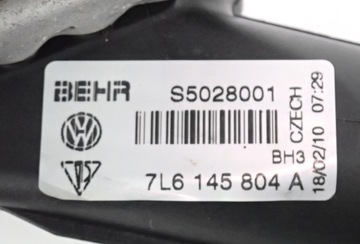 BEHR S5028001
BH3
7L6 145 804 A
CZECH
18/02/10 07:29